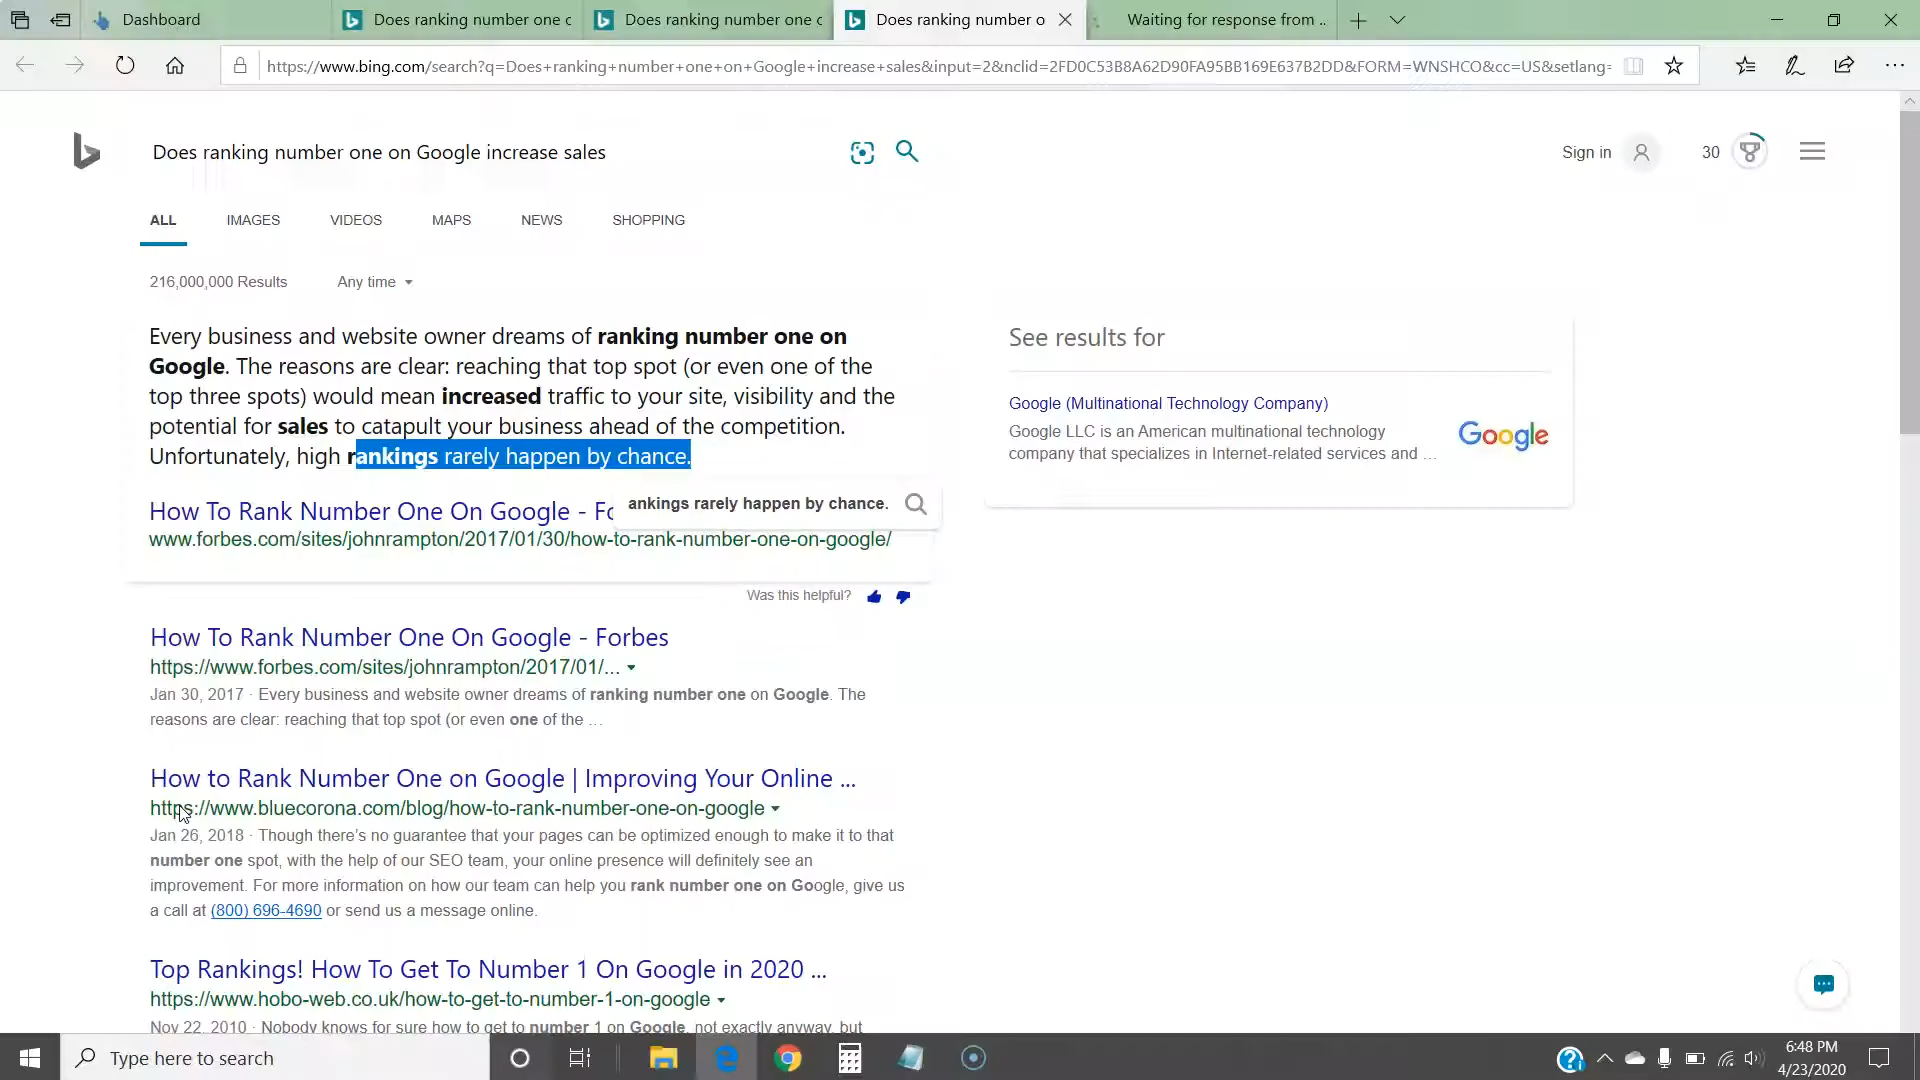 Dashboard
Does ranking number one c
Does ranking number one c
Does ranking number o
Waiting for response from ..
https://www.bing.com/search?q=Does+ranking+number+one+on+Google+increase+sales&input=2&nclid=2FD0C53B8A62D90FA95BB169E637B2DD&FORM=WNSHCO&cc=US&setlang=
Does ranking number one on Google increase sales
Sign in
30
ALL
IMAGES
VIDEOS
MAPS
NEWS
SHOPPING
216,000,000 Results
Any time
Every business and website owner dreams of ranking number one on
Google. The reasons are clear: reaching that top spot (or even one of the
top three spots) would mean increased traffic to your site, visibility and the
potential for sales to catapult your business ahead of the competition.
Unfortunately, high rankings rarely happen by chance.
ankings rarely happen by chance.
How To Rank Number One On Google - Fo
www.forbes.com/sites/johnrampton/2017/01/30/how-to-rank-number-one-on-google/
Was this helpful?
See results for
Google (Multinational Technology Company)
Google LLC is an American multinational technology
company that specializes in Internet-related services and ...
Google
How To Rank Number One On Google - Forbes
https://www.forbes.com/sites/johnrampton/2017/01/...
Jan 30, 2017 · Every business and website owner dreams of ranking number one on Google. The
reasons are clear: reaching that top spot (or even one of the ...
How to Rank Number One on Google | Improving Your Online ...
https://www.bluecorona.com/blog/how-to-rank-number-one-on-google
Jan 26, 2018 · Though there's no guarantee that your pages can be optimized enough to make it to that
number one spot, with the help of our SEO team, your online presence will definitely see an
improvement. For more information on how our team can help you rank number one on Google, give us
a call at (800) 696-4690 or send us a message online.
Top Rankings! How To Get To Number 1 On Google in 2020 ...
https://www.hobo-web.co.uk/how-to-get-to-number-1-on-google
Nov 22, 2010 · Nobody knows for sure how to get to number 1 on Google, not exactly anyway, but
Type here to search
6:48 PM
4/23/2020